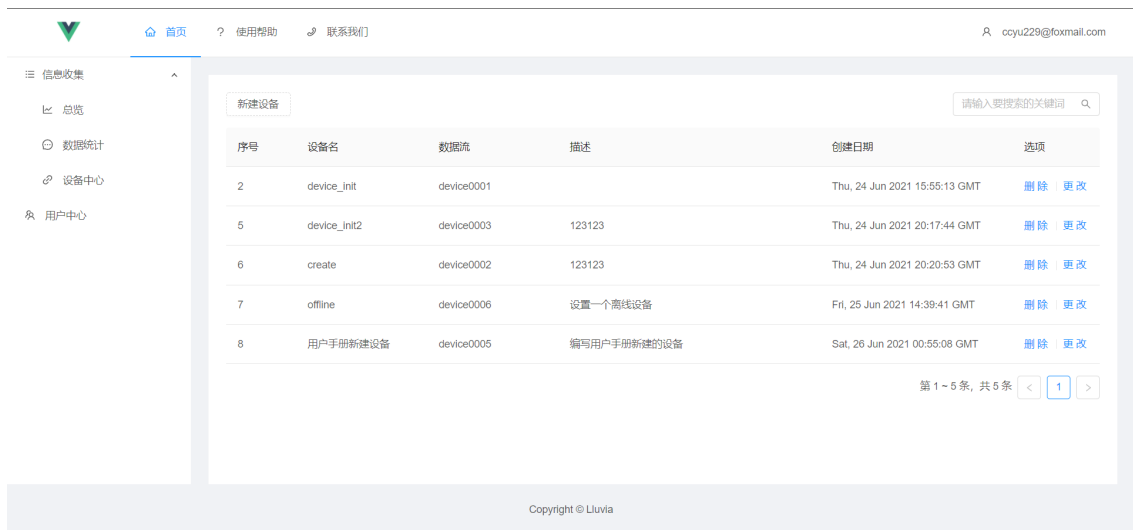 首页 使用帮助 联系我们 ccyu229@foxmail.com
信息收集
总览
数据统计
设备中心
用户中心
新建设备 请输入要搜索的关键词
序号 设备名 数据流 描述 创建日期 选项
2 device_init device0001 Thu, 24 Jun 2021 15:55:13 GMT 删 除 更 改
5 device_init2 device0003 123123 Thu, 24 Jun 2021 20:17:44 GMT 删 除 更 改
6 create device0002 123123 Thu, 24 Jun 2021 20:20:53 GMT 删 除 更 改
7 offline device0006 设置一个离线设备 Fri, 25 Jun 2021 14:39:41 GMT 删 除 更 改
8 用户手册新建设备 device0005 编写用户手册新建的设备 Sat, 26 Jun 2021 00:55:08 GMT 删 除 更 改
第 1 ~ 5 条, 共 5 条 < 1 >
Copyright © Lluvia